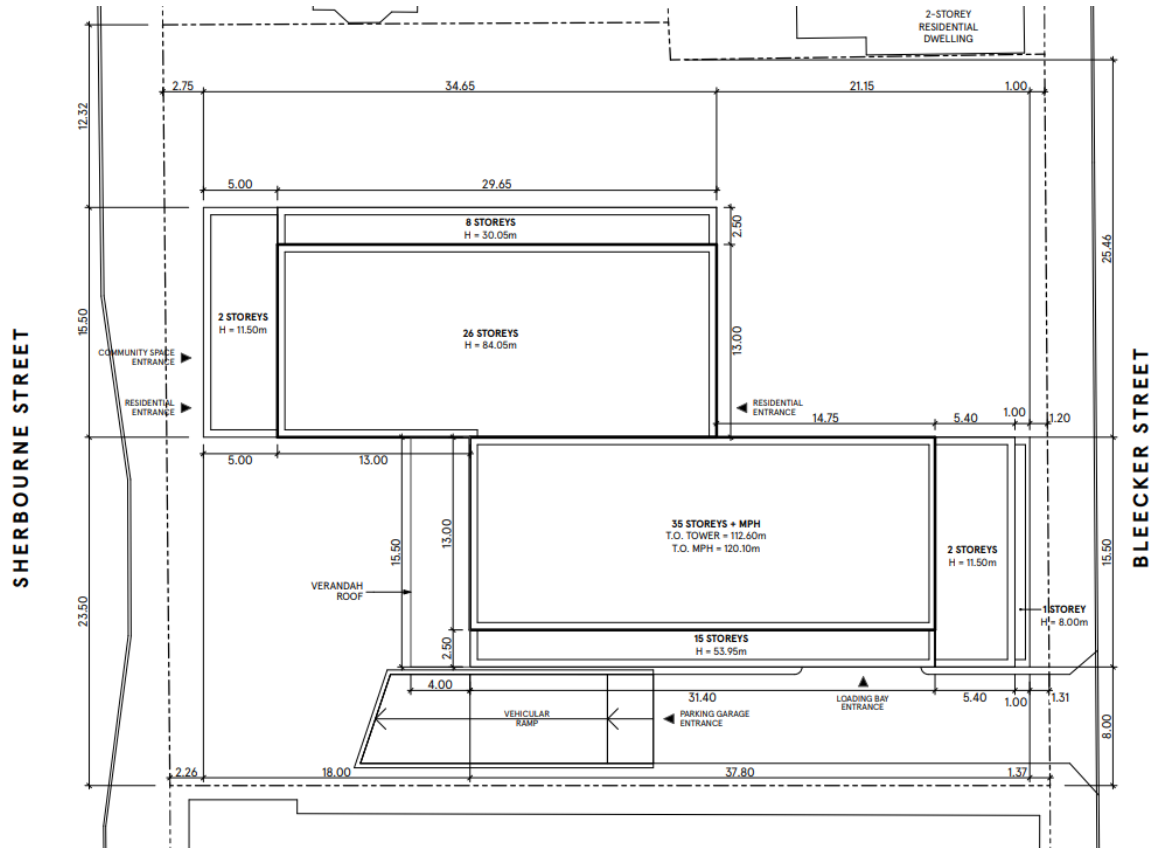 2-STOREY
RESIDENTIAL
DWELLING
2.75
34.65
21.15
1.00
12.32
5.00
29.65
8 STOREYS
H = 30.05m
2.50
25.46
2 STOREYS
H = 11.50m
26 STOREYS
H = 84.05m
13.00
15.50
COMMUNITY SPACE
ENTRANCE
RESIDENTIAL
ENTRANCE
RESIDENTIAL
ENTRANCE
14.75
5.40
1.00
1.20
5.00
13.00
SHERBOURNE STREET
BLEECKER STREET
35 STOREYS + MPH
T.O. TOWER = 112.60m
T.O. MPH = 120.10m
13.00
15.50
2 STOREYS
H = 11.50m
15.50
VERANDAH
ROOF
1 STOREY
H = 8.00m
23.50
15 STOREYS
H = 53.95m
2.50
4.00
31.40
LOADING BAY
ENTRANCE
5.40
1.00
1.31
VEHICULAR
RAMP
PARKING GARAGE
ENTRANCE
8.00
2.26
18.00
37.80
1.37